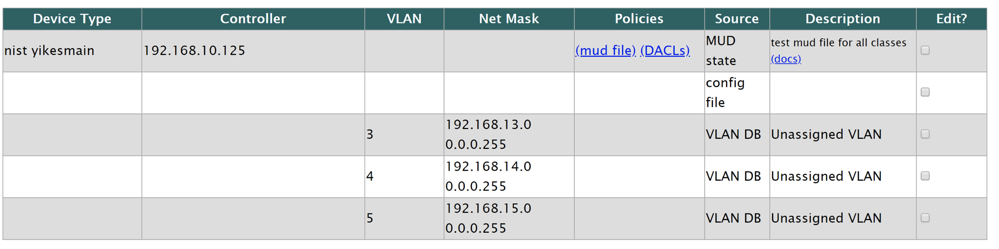 Device Type Controller VLAN Net Mask Policies Source Description Edit?
nist yikesmain 192.168.10.125 (mud file) (DACLs) MUD state test mud file for all classes (docs)
config file
3 192.168.13.0 0.0.0.255 VLAN DB Unassigned VLAN
4 192.168.14.0 0.0.0.255 VLAN DB Unassigned VLAN
5 192.168.15.0 0.0.0.255 VLAN DB Unassigned VLAN